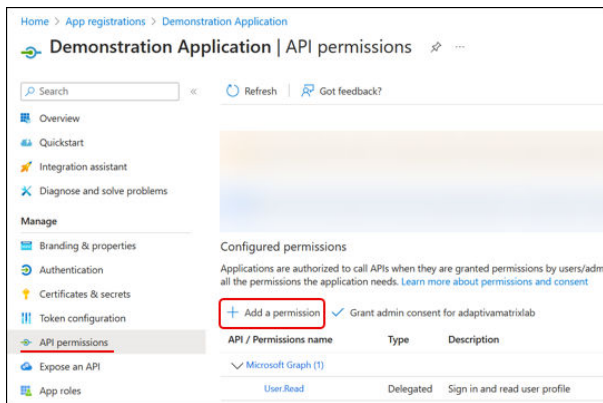 Home > App registrations > Demonstration Application
Demonstration Application | API permissions
Search
Refresh
Got feedback?
Overview
Quickstart
Integration assistant
Diagnose and solve problems
Manage
Branding & properties
Authentication
Certificates & secrets
Token configuration
API permissions
Expose an API
App roles
Configured permissions
Applications are authorized to call APIs when they are granted permissions by users/adm
all the permissions the application needs. Learn more about permissions and consent
Add a permission
Grant admin consent for adaptivamatrixlab
API / Permissions name Type Description
Microsoft Graph (1)
User.Read Delegated Sign in and read user profile